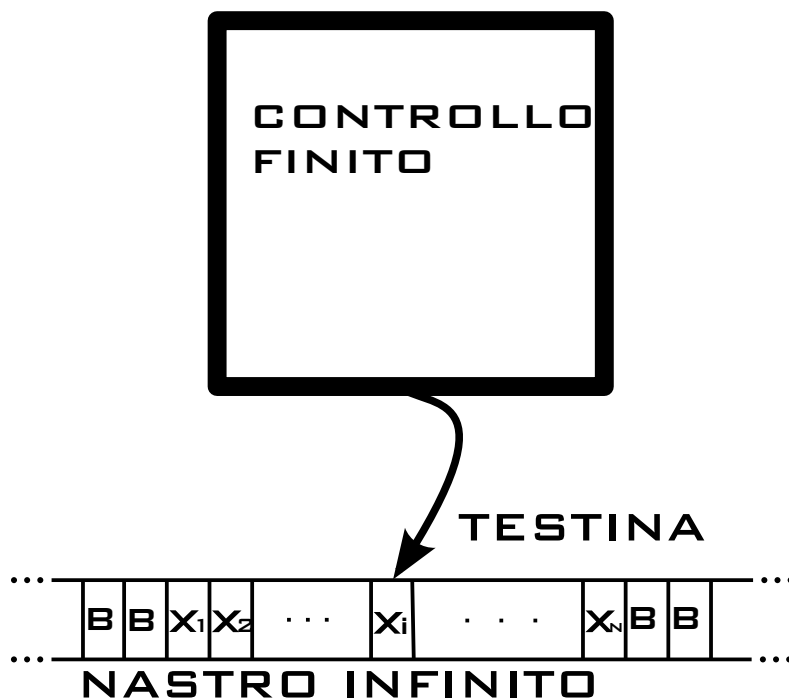 CONTROLLO
FINITO
TESTINA
... B B X1 X2 ... Xi ... XN B B ...
NASTRO INFINITO